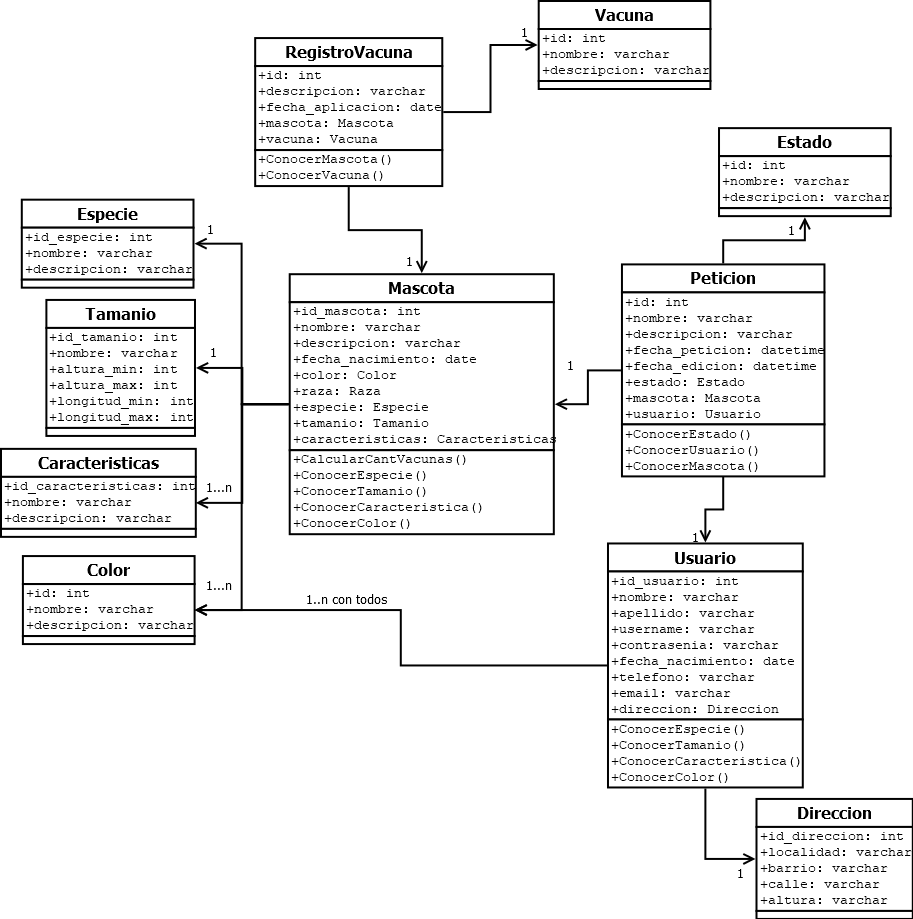 Vacuna
+id: int
+nombre: varchar
+descripcion: varchar
1
RegistroVacuna
+id: int
+descripcion: varchar
+fecha_aplicacion: date
+mascota: Mascota
+vacuna: Vacuna
+ConocerMascota()
+ConocerVacuna()
Estado
+id: int
+nombre: varchar
+descripcion: varchar
1
Especie
+id_especie: int
+nombre: varchar
+descripcion: varchar
1
Tamanio
+id_tamanio: int
+nombre: varchar
+altura_min: int
+altura_max: int
+longitud_min: int
+longitud_max: int
1
1
Mascota
+id_mascota: int
+nombre: varchar
+descripcion: varchar
+fecha_nacimiento: date
+color: Color
+raza: Raza
+especie: Especie
+tamanio: Tamanio
+caracteristicas: Caracteristicas
+CalcularCantVacunas()
+ConocerEspecie()
+ConocerTamanio()
+ConocerCaracteristica()
+ConocerColor()
1
Peticion
+id: int
+nombre: varchar
+descripcion: varchar
+fecha_peticion: datetime
+fecha_edicion: datetime
+estado: Estado
+mascota: Mascota
+usuario: Usuario
+ConocerEstado()
+ConocerUsuario()
+ConocerMascota()
Caracteristicas
+id_caracteristicas: int
+nombre: varchar
+descripcion: varchar
1...n
Color
+id: int
+nombre: varchar
+descripcion: varchar
1...n
1..n con todos
1
Usuario
+id_usuario: int
+nombre: varchar
+apellido: varchar
+username: varchar
+contrasenia: varchar
+fecha_nacimiento: date
+telefono: varchar
+email: varchar
+direccion: Direccion
+ConocerEspecie()
+ConocerTamanio()
+ConocerCaracteristica()
+ConocerColor()
1
Direccion
+id_direccion: int
+localidad: varchar
+barrio: varchar
+calle: varchar
+altura: varchar